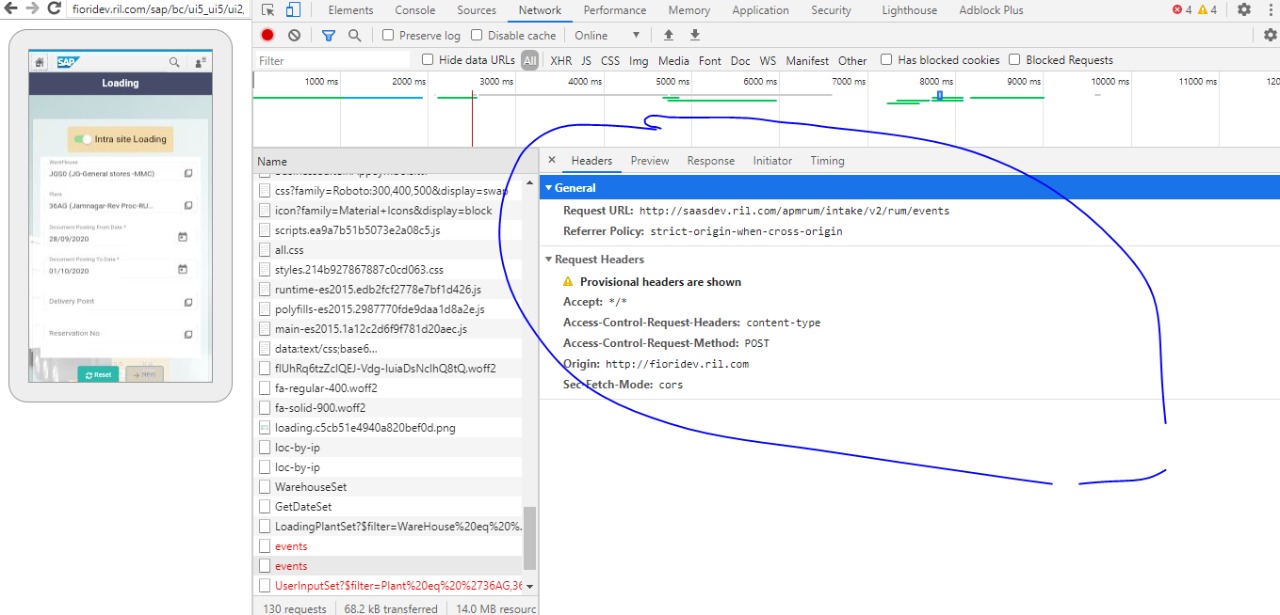 fioridev.ril.com/sap/bc/ui5_ui5/ui2,
SAP
Loading
Intra site Loading
WareHouse
JGS0 (JG-General stores -MMC)
Plant
36AG (Jamnagar-Rev Proc-RU...
Document Posting From Date *
28/09/2020
Document Posting To Date *
01/10/2020
Delivery Point
Reservation No
Reset
Next
Elements Console Sources Network Performance Memory Application Security Lighthouse Adblock Plus 4 4
Preserve log Disable cache Online
Filter Hide data URLs All XHR JS CSS Img Media Font Doc WS Manifest Other Has blocked cookies Blocked Requests
1000 ms 2000 ms 3000 ms 4000 ms 5000 ms 6000 ms 7000 ms 8000 ms 9000 ms 10000 ms 11000 ms 120
Name
css?family=Roboto:300,400,500&display=swap
icon?family=Material+Icons&display=block
scripts.ea9a7b51b5073e2a08c5.js
all.css
styles.214b927867887c0cd063.css
runtime-es2015.edb2fcf2778e7bf1d426.js
polyfills-es2015.2987770fde9daa1d8a2e.js
main-es2015.1a12c2d6f9f781d20aec.js
data:text/css;base6...
flUhRq6tzZclQEJ-Vdg-IuiaDsNcIhQ8tQ.woff2
fa-regular-400.woff2
fa-solid-900.woff2
loading.c5cb51e4940a820bef0d.png
loc-by-ip
loc-by-ip
WarehouseSet
GetDateSet
LoadingPlantSet?$filter=WareHouse%20eq%20%.
events
events
UserInputSet?$filter=Plant%20eq%20%2736AG,36
130 requests 68.2 kB transferred 14.0 MB resourc
× Headers Preview Response Initiator Timing
General
Request URL: http://saasdev.ril.com/apmrum/intake/v2/rum/events
Referrer Policy: strict-origin-when-cross-origin
Request Headers
Provisional headers are shown
Accept: */*
Access-Control-Request-Headers: content-type
Access-Control-Request-Method: POST
Origin: http://fioridev.ril.com
Sec-Fetch-Mode: cors